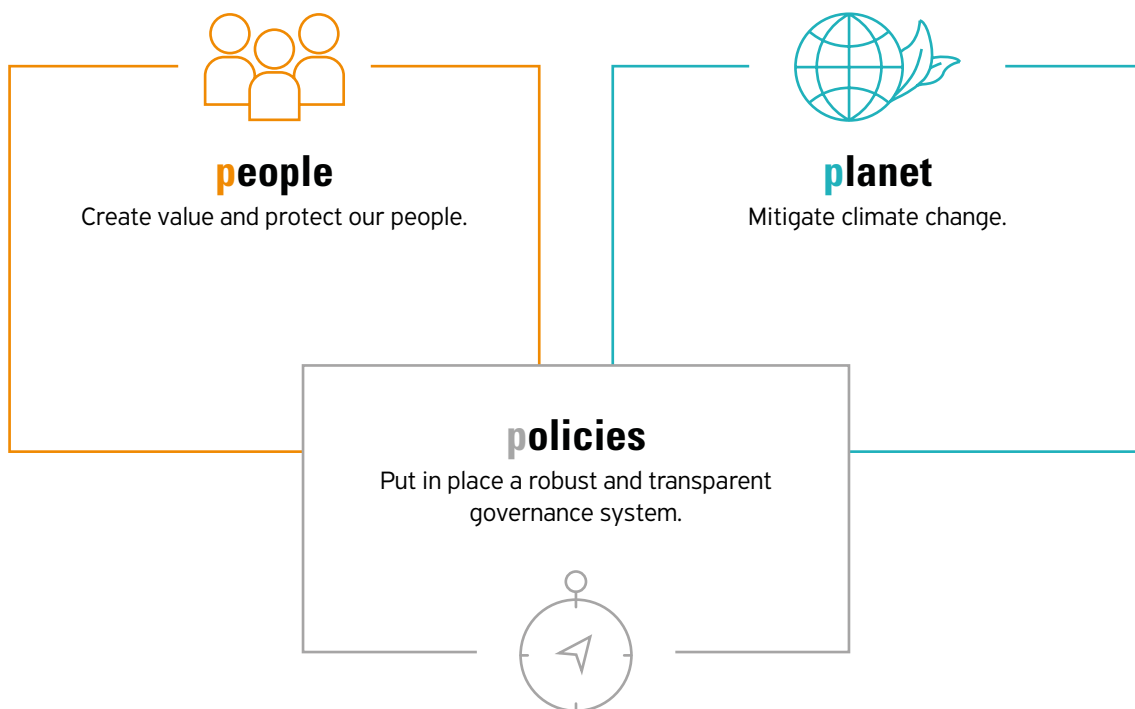 people
Create value and protect our people.
planet
Mitigate climate change.
policies
Put in place a robust and transparent
governance system.